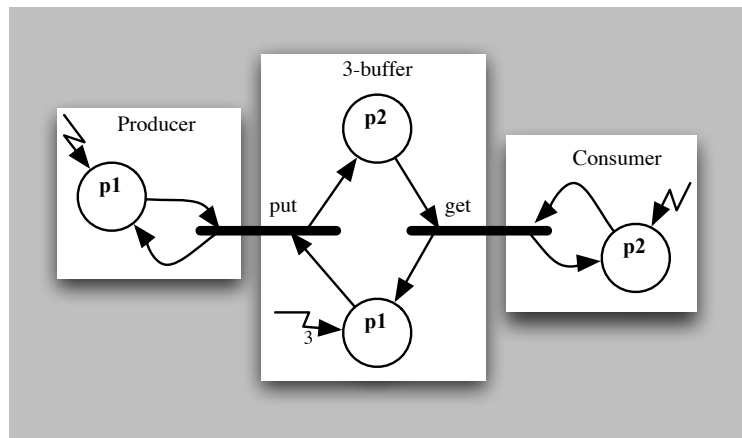 3-buffer
p2
Producer
Consumer
p1
put
get
p2
p1
3